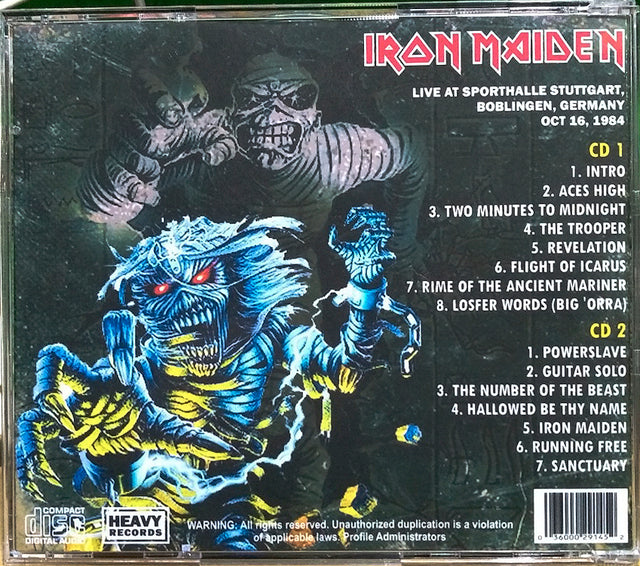 IRON MAIDEN
LIVE AT SPORTHALLE STUTTGART,
BOBLINGEN, GERMANY
OCT 16, 1984
CD 1
1. INTRO
2. ACES HIGH
3. TWO MINUTES TO MIDNIGHT
4. THE TROOPER
5. REVELATION
6. FLIGHT OF ICARUS
7. RIME OF THE ANCIENT MARINER
8. LOSFER WORDS (BIG 'ORRA)
CD 2
1. POWERSLAVE
2. GUITAR SOLO
3. THE NUMBER OF THE BEAST
4. HALLOWED BE THY NAME
5. IRON MAIDEN
6. RUNNING FREE
7. SANCTUARY
COMPACT
disc
DIGITAL AUDIO
HEAVY
RECORDS
WARNING: All rights reserved. Unauthorized duplication is a violation
of applicable laws. Profile Administrators
0 36000 29145 2